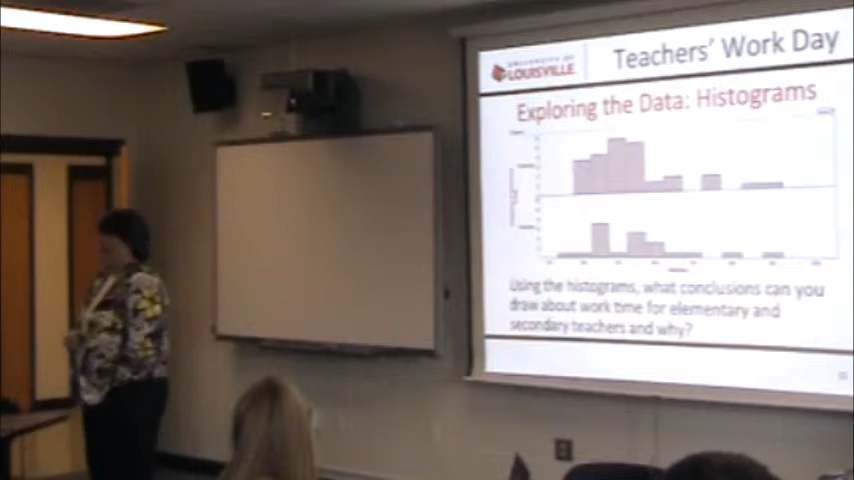 UNIVERSITY OF
LOUISVILLE
Teachers' Work Day
Exploring the Data: Histograms
Using the histograms, what conclusions can you
draw about work time for elementary and
secondary teachers and why?